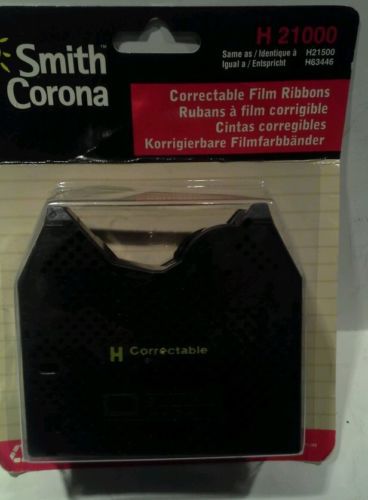 H 21000
Same as / Identique à H21500
Igual a / Entspricht H63446
Smith
Corona
Correctable Film Ribbons
Rubans à film corrigible
Cintas corregibles
Korrigierbare Filmfarbbänder
H Correctable